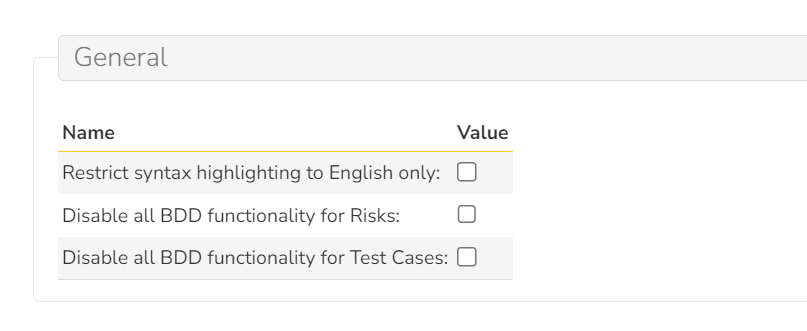 General
Name Value
Restrict syntax highlighting to English only:
Disable all BDD functionality for Risks:
Disable all BDD functionality for Test Cases: